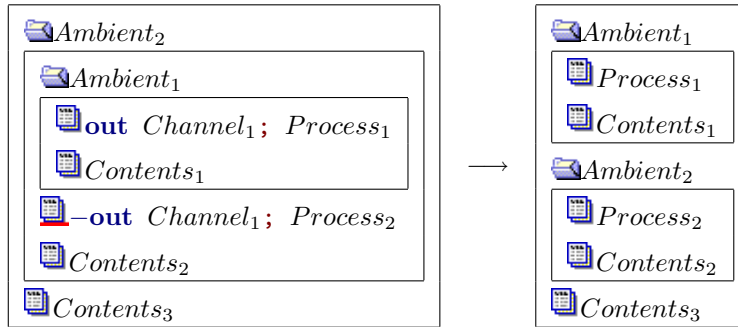 Ambient₂
Ambient₁
out Channel₁; Process₁
Contents₁
−out Channel₁; Process₂
Contents₂
Contents₃
⟶
Ambient₁
Process₁
Contents₁
Ambient₂
Process₂
Contents₂
Contents₃